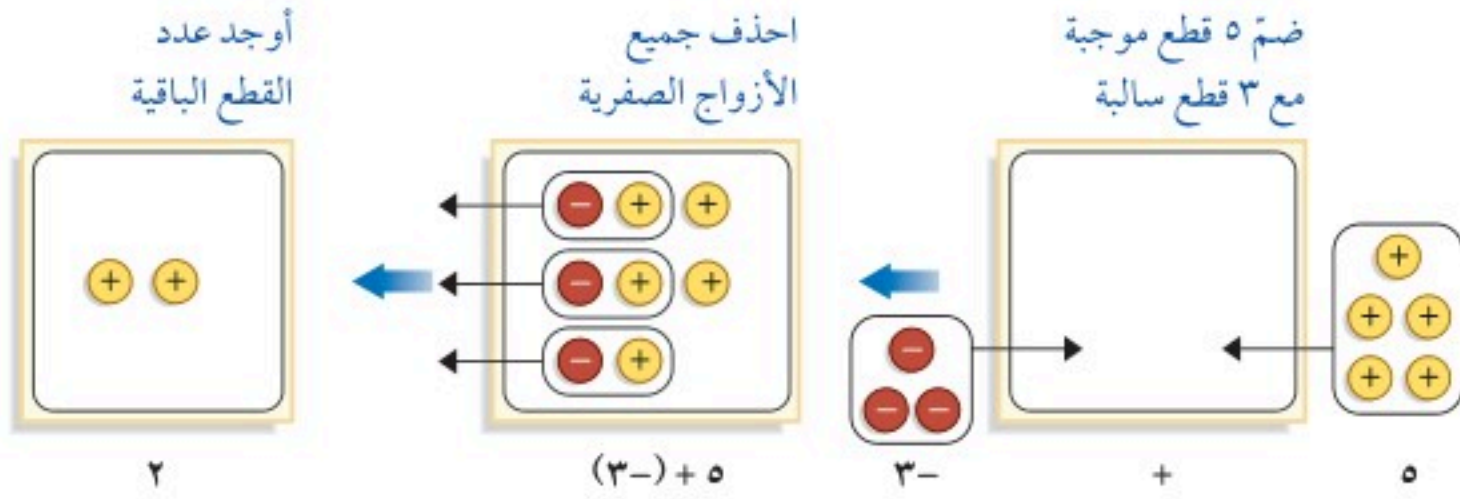 ضمّ ٥ قطع موجبة
مع ٣ قطع سالبة
احذف جميع
الأزواج الصفرية
أوجد عدد
القطع الباقية
+ + + + +
− − −
− + +
− + +
− +
+ +
٥ + −٣
٥ + (−٣)
٢